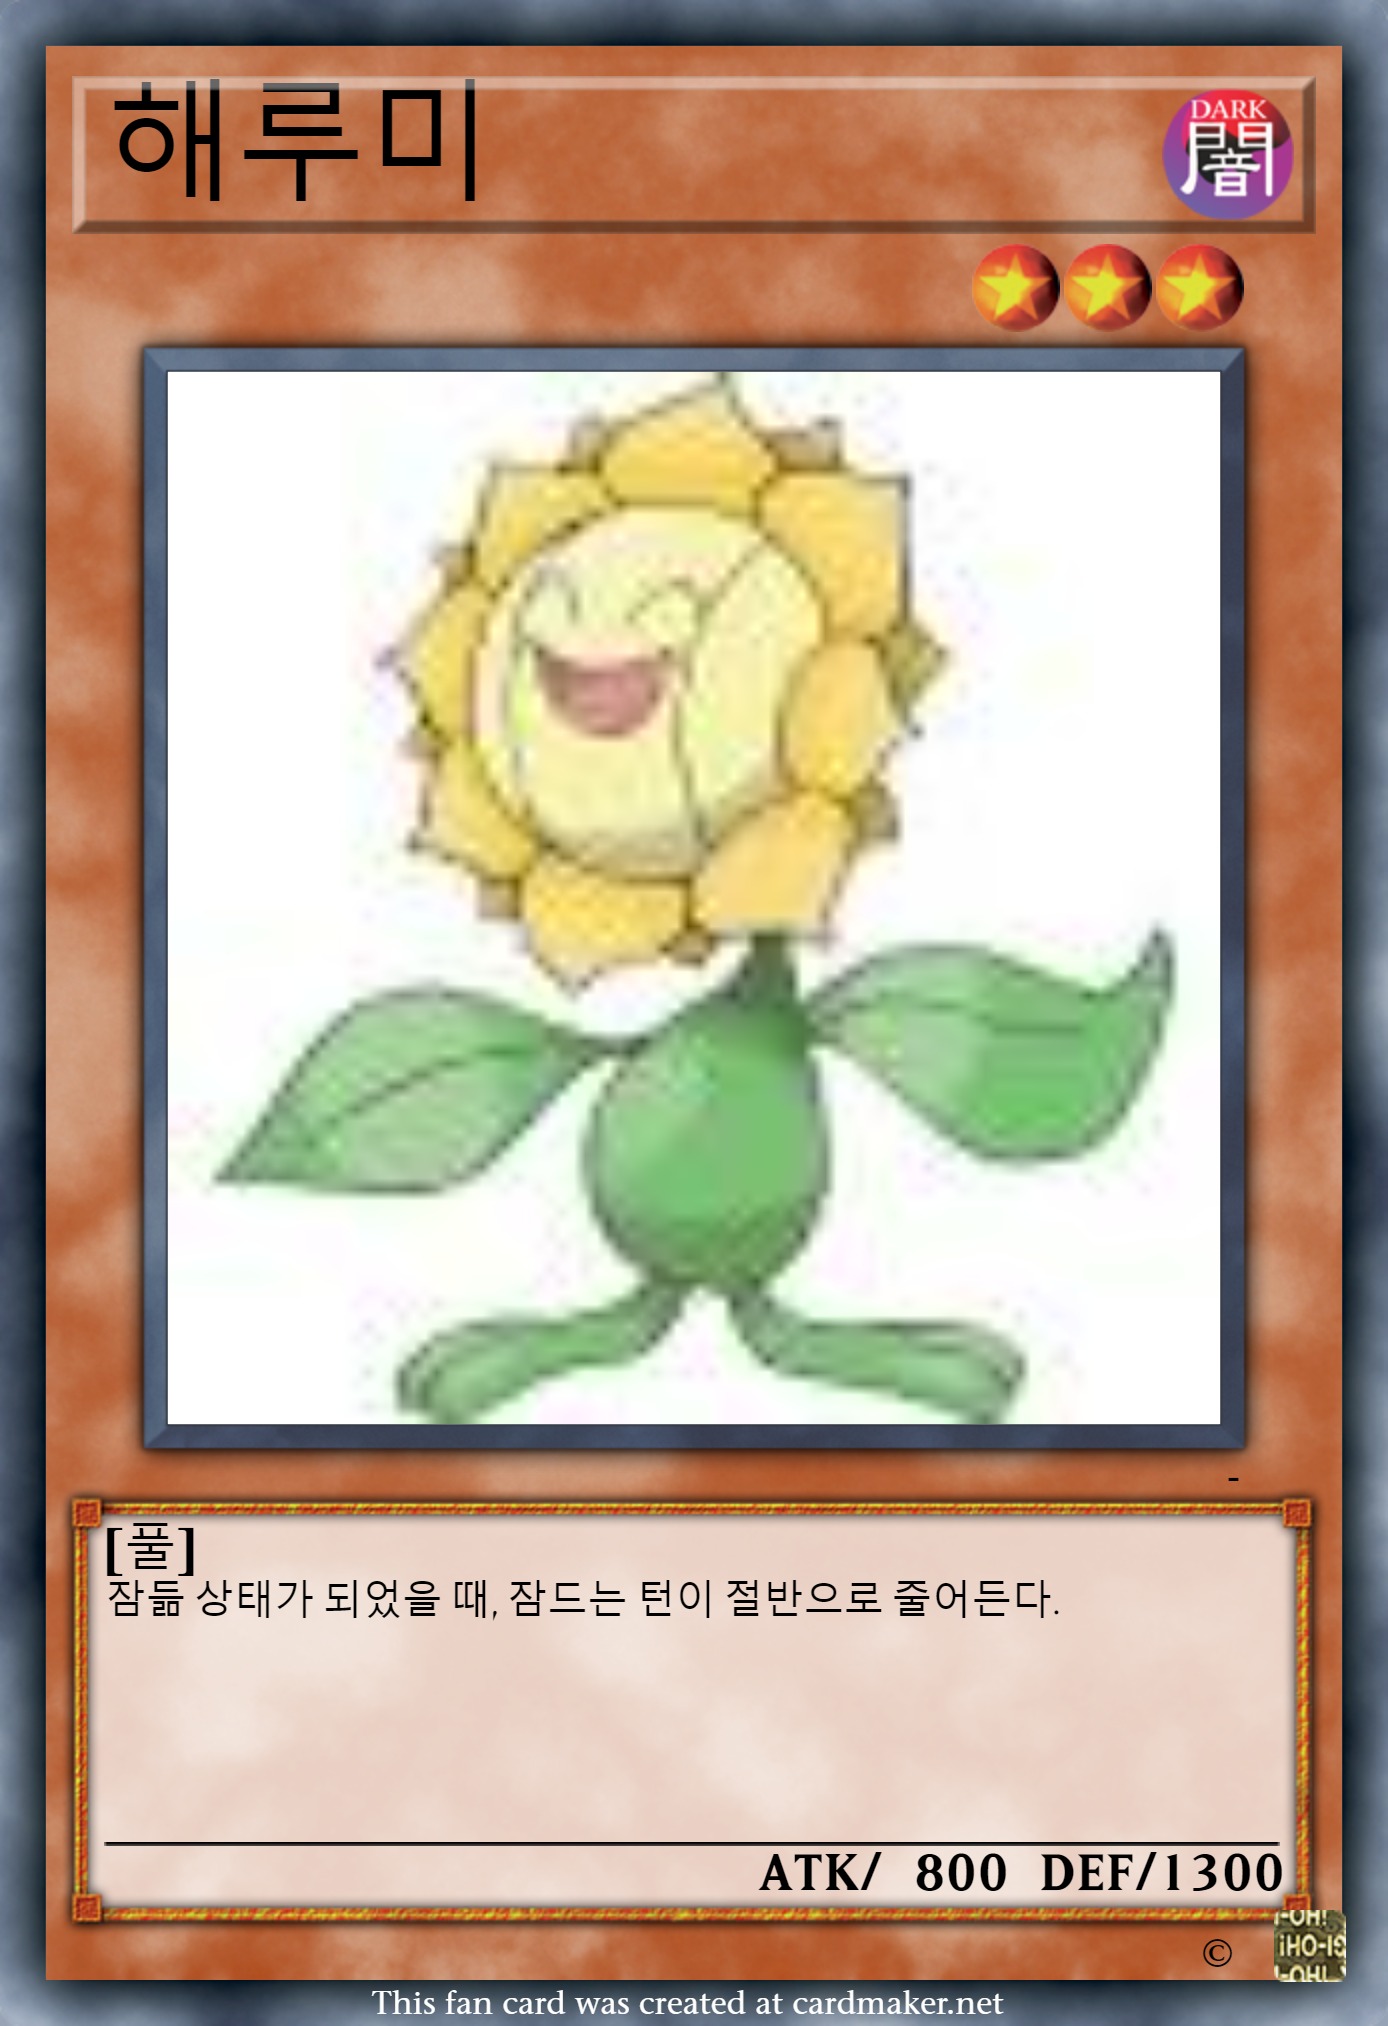 해루미
DARK
闇
-
[풀]
잠듦 상태가 되었을 때, 잠드는 턴이 절반으로 줄어든다.
ATK/ 800 DEF/1300
©
This fan card was created at cardmaker.net